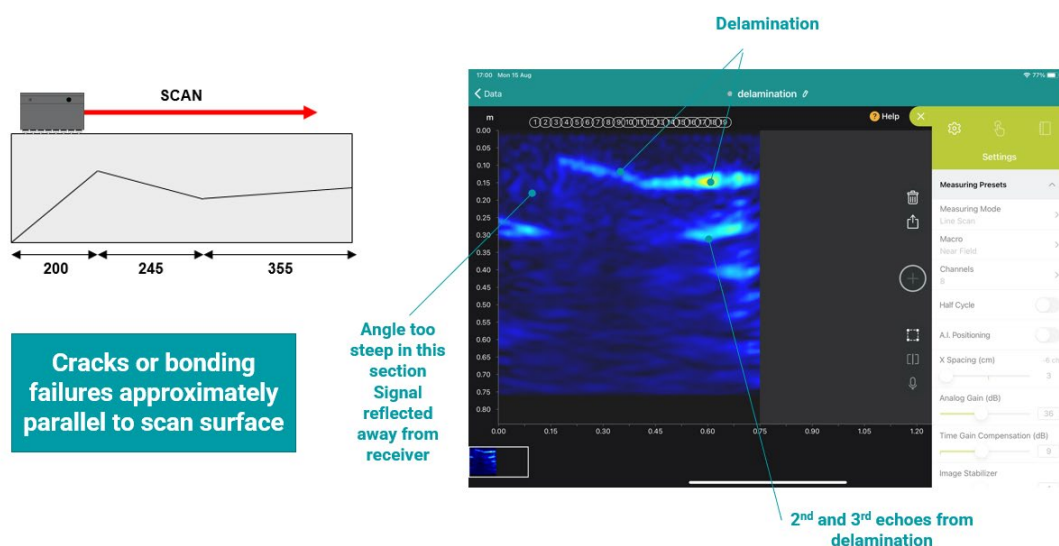 Delamination
SCAN
200 245 355
Cracks or bonding
failures approximately
parallel to scan surface
Angle too
steep in this
section
Signal
reflected
away from
receiver
17:00 Mon 15 Aug
77%
Data
delamination
m
1 2 3 4 5 6 7 8 9 10 11 12 13 14 15 16 17 18 19
Help
0.00
0.05
0.10
0.15
0.20
0.25
0.30
0.35
0.40
0.45
0.50
0.55
0.60
0.65
0.70
0.75
0.80
0.00 0.15 0.30 0.45 0.60 0.75 0.90 1.05 1.20
Settings
Measuring Presets
Measuring Mode
Line Scan
Macro
Near Field
Channels
8
Half Cycle
A.I. Positioning
X Spacing (cm)
3
Analog Gain (dB)
36
Time Gain Compensation (dB)
9
Image Stabilizer
2nd and 3rd echoes from
delamination